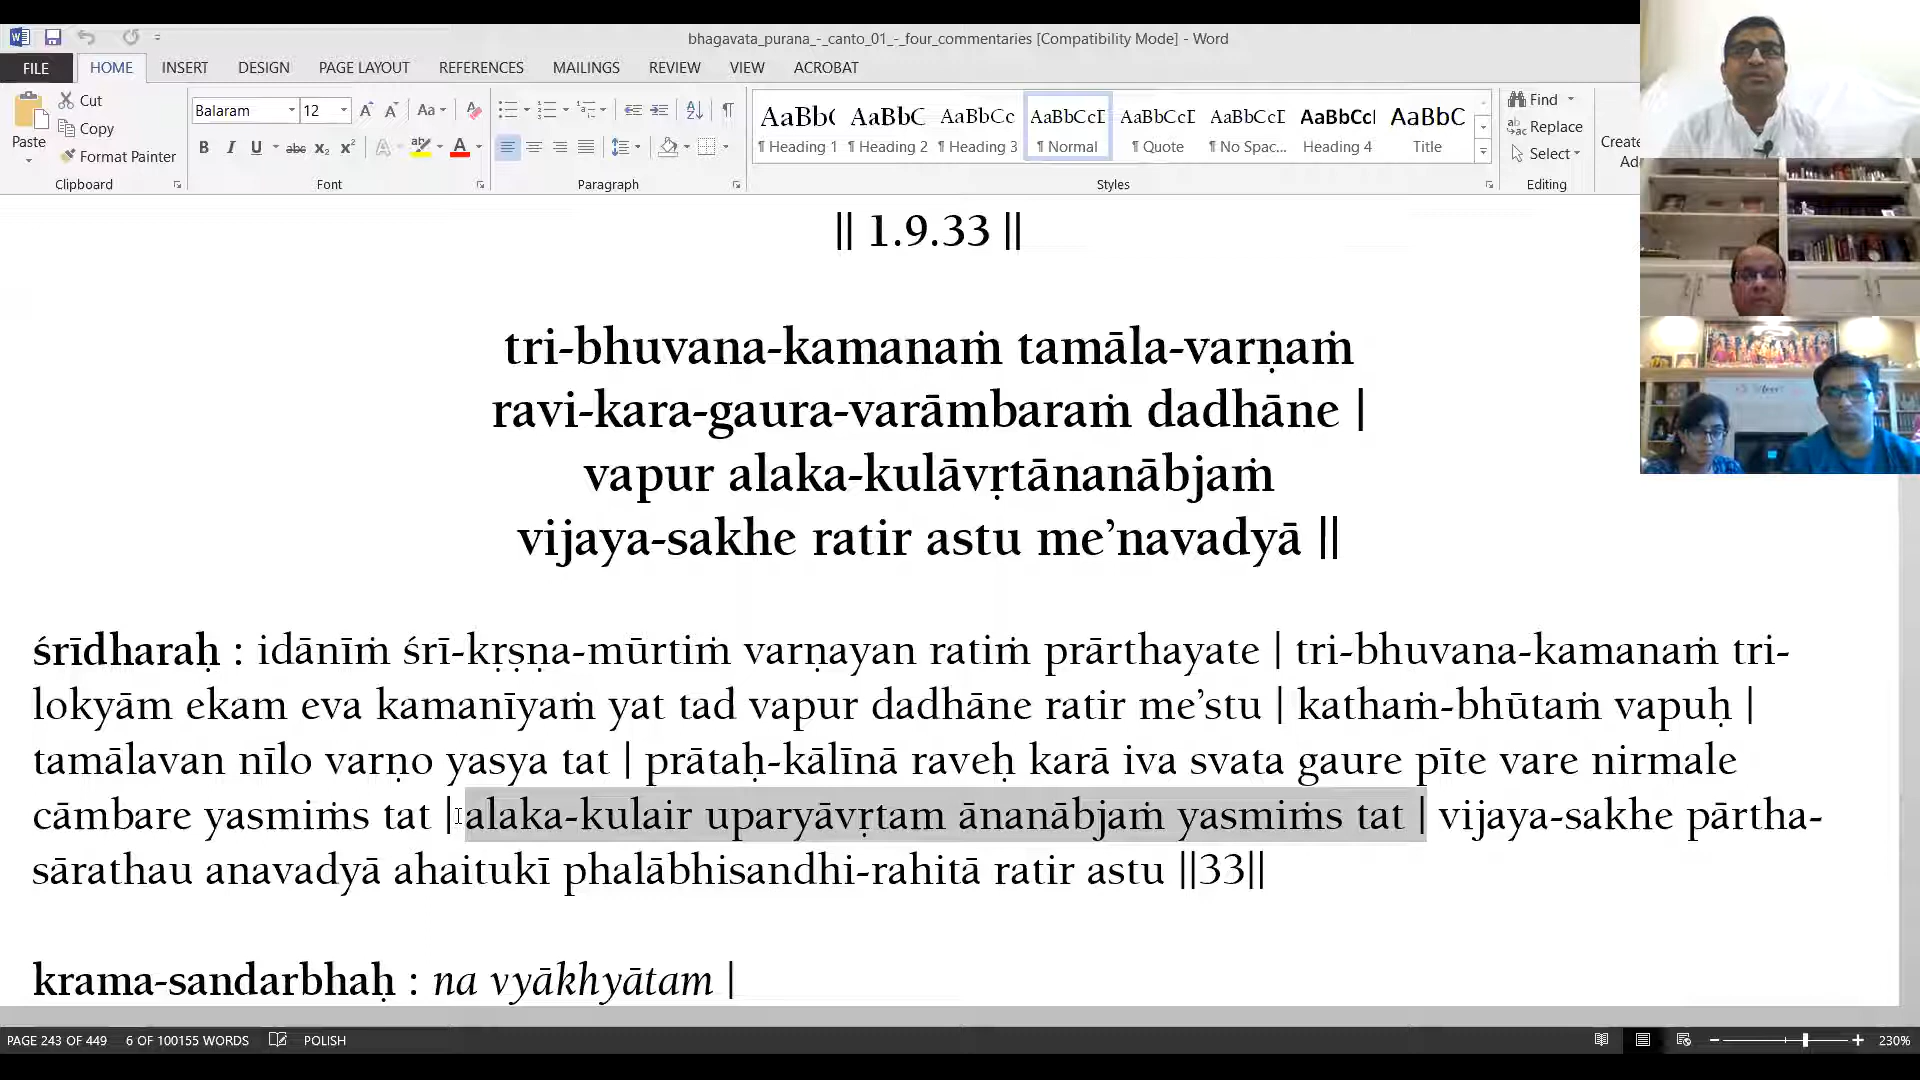 bhagavata_purana_-_canto_01_-_four_commentaries [Compatibility Mode] - Word
FILE HOME INSERT DESIGN PAGE LAYOUT REFERENCES MAILINGS REVIEW VIEW ACROBAT
Paste
Cut
Copy
Format Painter
Clipboard
Balaram 12
Font
Paragraph
AaBb( AaBbC AaBbCc AaBbCcI AaBbCcI AaBbCcI AaBbCcI AaBbC
¶ Heading 1 ¶ Heading 2 ¶ Heading 3 ¶ Normal ¶ Quote ¶ No Spac... Heading 4 Title
Styles
Find
Replace
Select
Editing
Create
|| 1.9.33 ||
tri-bhuvana-kamanaṁ tamāla-varṇaṁ
ravi-kara-gaura-varāmbaraṁ dadhāne |
vapur alaka-kulāvṛtānanābjaṁ
vijaya-sakhe ratir astu me’navadyā ||
śrīdharaḥ : idānīṁ śrī-kṛṣṇa-mūrtiṁ varṇayan ratiṁ prārthayate | tri-bhuvana-kamanaṁ tri-
lokyām ekam eva kamanīyaṁ yat tad vapur dadhāne ratir me’stu | kathaṁ-bhūtaṁ vapuḥ |
tamālavan nīlo varṇo yasya tat | prātaḥ-kālīnā raveḥ karā iva svata gaure pīte vare nirmale
cāmbare yasmiṁs tat | alaka-kulair uparyāvṛtam ānanābjaṁ yasmiṁs tat | vijaya-sakhe pārtha-
sārathau anavadyā ahaitukī phalābhisandhi-rahitā ratir astu ||33||
krama-sandarbhaḥ : na vyākhyātam |
PAGE 243 OF 449 6 OF 100155 WORDS POLISH 230%